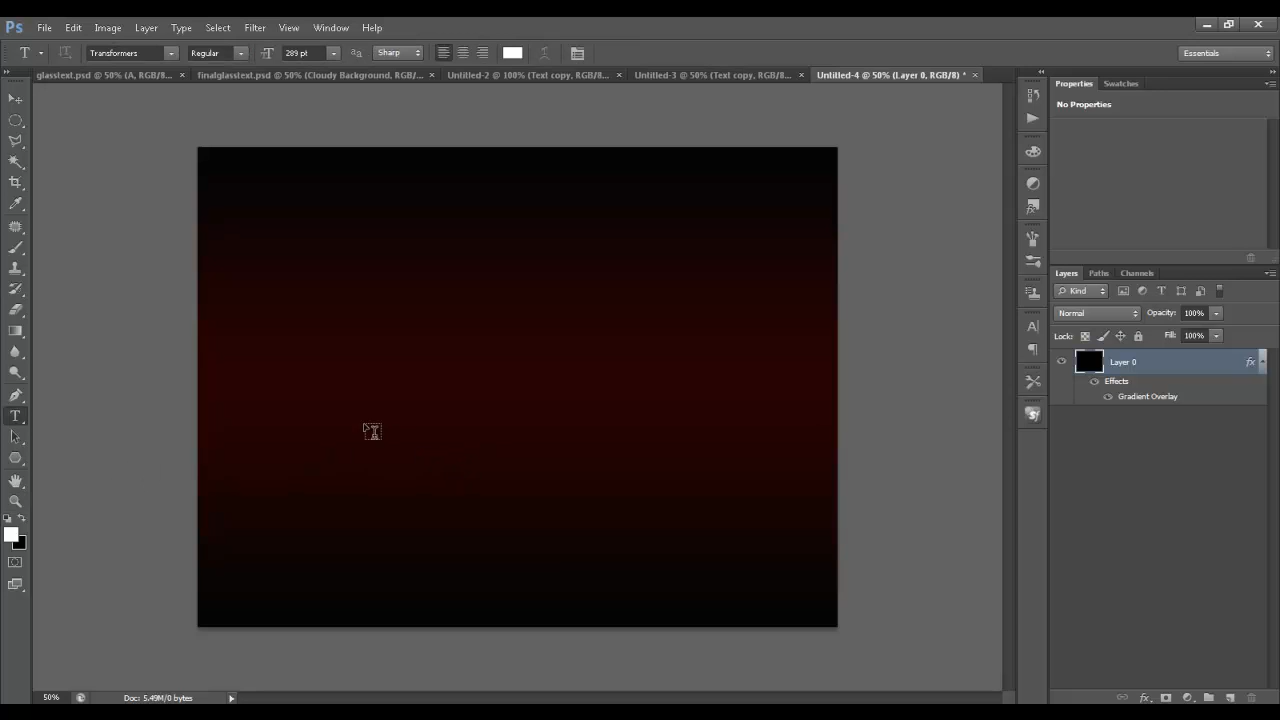 Ps File Edit Image Layer Type Select Filter View Window Help
T Transformers Regular 289 pt Sharp Essentials
glasstext.psd @ 50% (A, RGB/8... × finalglasstext.psd @ 50% (Cloudy Background, RGB/... × Untitled-2 @ 100% (Text copy, RGB/8... × Untitled-3 @ 50% (Text copy, RGB/8... × Untitled-4 @ 50% (Layer 0, RGB/8) * ×
Properties Swatches
No Properties
Layers Paths Channels
Kind
Normal Opacity: 100%
Lock: Fill: 100%
Layer 0 fx
Effects
Gradient Overlay
50% Doc: 5.49M/0 bytes